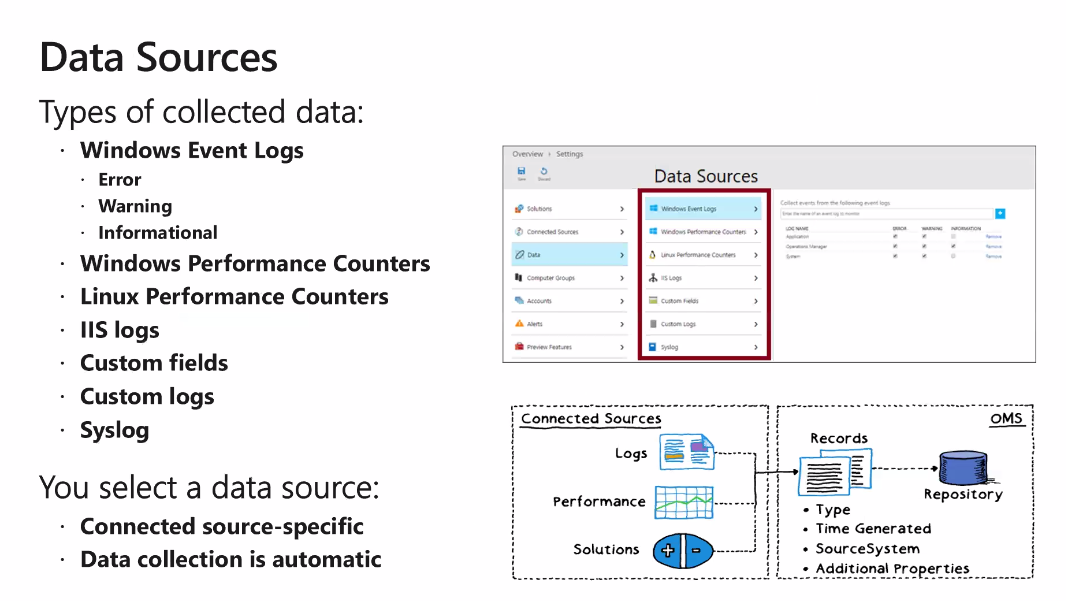 Data Sources
Types of collected data:
· Windows Event Logs
· Error
· Warning
· Informational
· Windows Performance Counters
· Linux Performance Counters
· IIS logs
· Custom fields
· Custom logs
· Syslog
You select a data source:
· Connected source-specific
· Data collection is automatic
Overview › Settings
Save
Data Sources
Solutions
Connected Sources
Data
Computer Groups
Accounts
Alerts
Preview Features
Windows Event Logs
Windows Performance Counters
Linux Performance Counters
IIS Logs
Custom Fields
Custom Logs
Syslog
Collect events from the following event logs
Enter the name of an event log to monitor
LOG NAME ERROR WARNING INFORMATION
Application Remove
Operations Manager Remove
System Remove
Connected Sources
Logs
Performance
Solutions
OMS
Records
Repository
• Type
• Time Generated
• SourceSystem
• Additional Properties